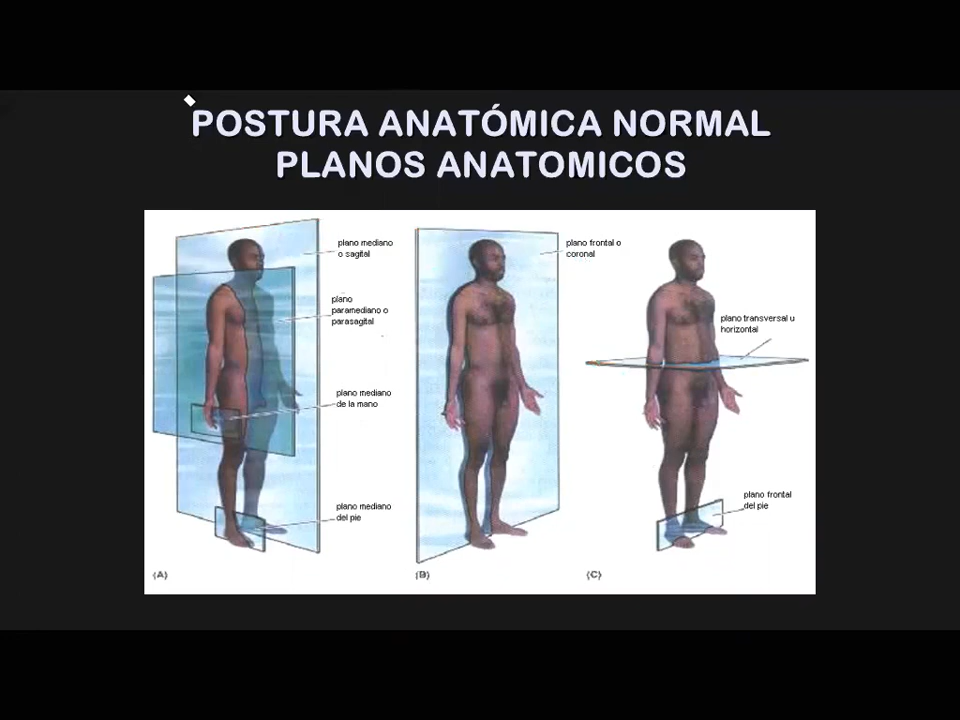 POSTURA ANATÓMICA NORMAL
PLANOS ANATOMICOS
plano mediano
o sagital
plano
paramediano o
parasagital
plano mediano
de la mano
plano mediano
del pie
(A)
plano frontal o
coronal
(B)
plano transversal u
horizontal
plano frontal
del pie
(C)